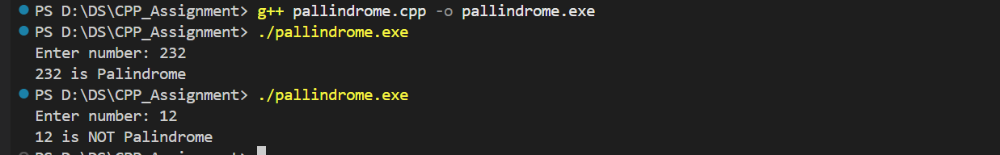 PS D:\DS\CPP_Assignment> g++ pallindrome.cpp -o pallindrome.exe
PS D:\DS\CPP_Assignment> ./pallindrome.exe
Enter number: 232
232 is Palindrome
PS D:\DS\CPP_Assignment> ./pallindrome.exe
Enter number: 12
12 is NOT Palindrome
PS D:\DS\CPP_Assignment>